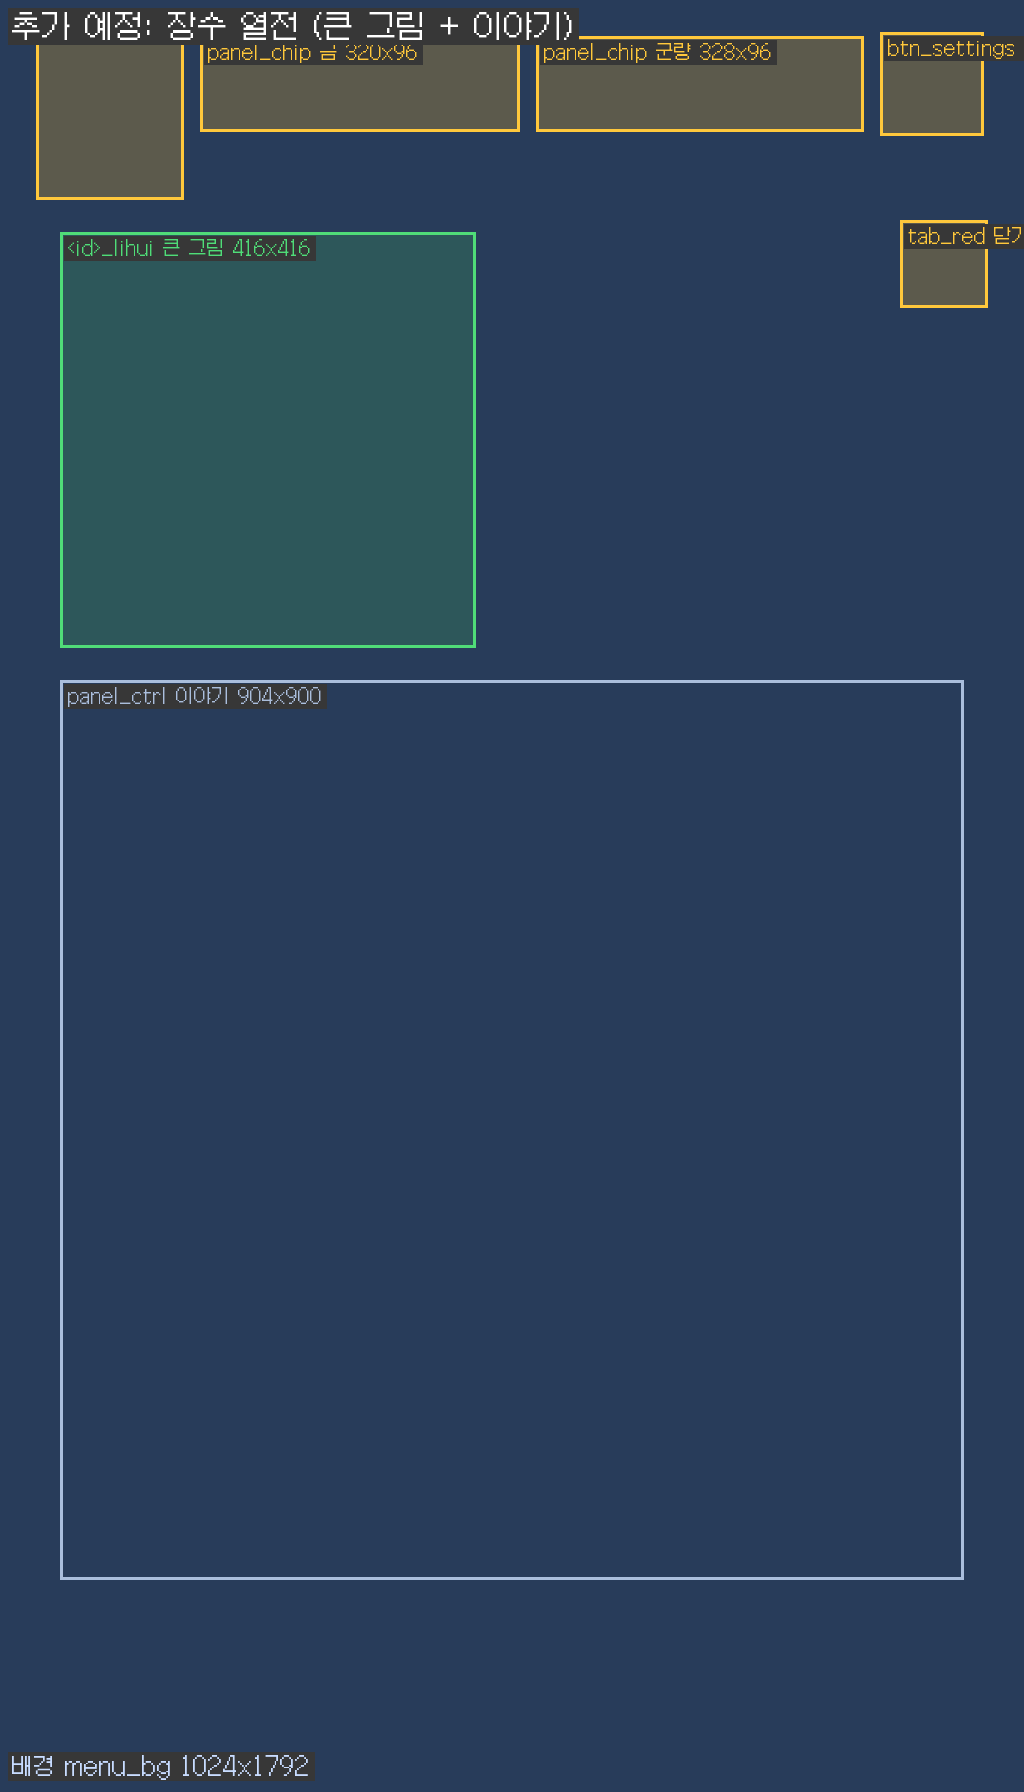 추가 예정: 장수 열전 (큰 그림 + 이야기)
panel_chip 금 320x96
panel_chip 군량 328x96
btn_settings
<id>_lihui 큰 그림 416x416
tab_red 닫기
panel_ctrl 이야기 904x900
배경 menu_bg 1024x1792